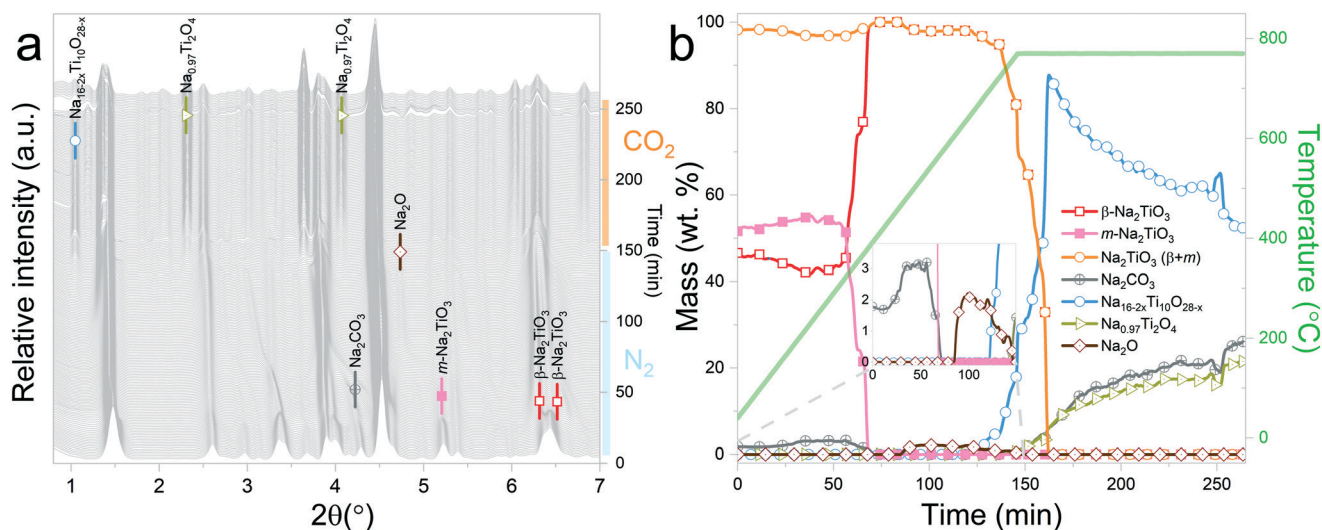 a
Relative intensity (a.u.)
Na16-2xTi10O28-x
Na0.97Ti2O4
Na0.97Ti2O4
Na2O
Na2CO3
m-Na2TiO3
β-Na2TiO3
β-Na2TiO3
1
2
3
4
5
6
7
2θ(°)
250
200
150
100
50
0
Time (min)
CO2
N2
b
Mass (wt. %)
100
80
60
40
20
0
0
50
100
150
200
250
Time (min)
800
600
400
200
0
Temperature (°C)
β-Na2TiO3
m-Na2TiO3
Na2TiO3 (β+m)
Na2CO3
Na16-2xTi10O28-x
Na0.97Ti2O4
Na2O
3
2
1
0
0
50
100